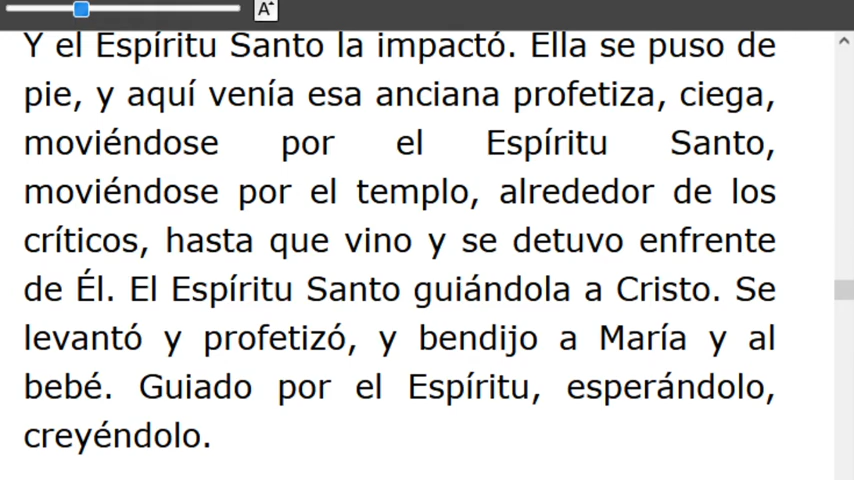 A
Y el Espíritu Santo la impactó. Ella se puso de
pie, y aquí venía esa anciana profetiza, ciega,
moviéndose por el Espíritu Santo,
moviéndose por el templo, alrededor de los
críticos, hasta que vino y se detuvo enfrente
de Él. El Espíritu Santo guiándola a Cristo. Se
levantó y profetizó, y bendijo a María y al
bebé. Guiado por el Espíritu, esperándolo,
creyéndolo.